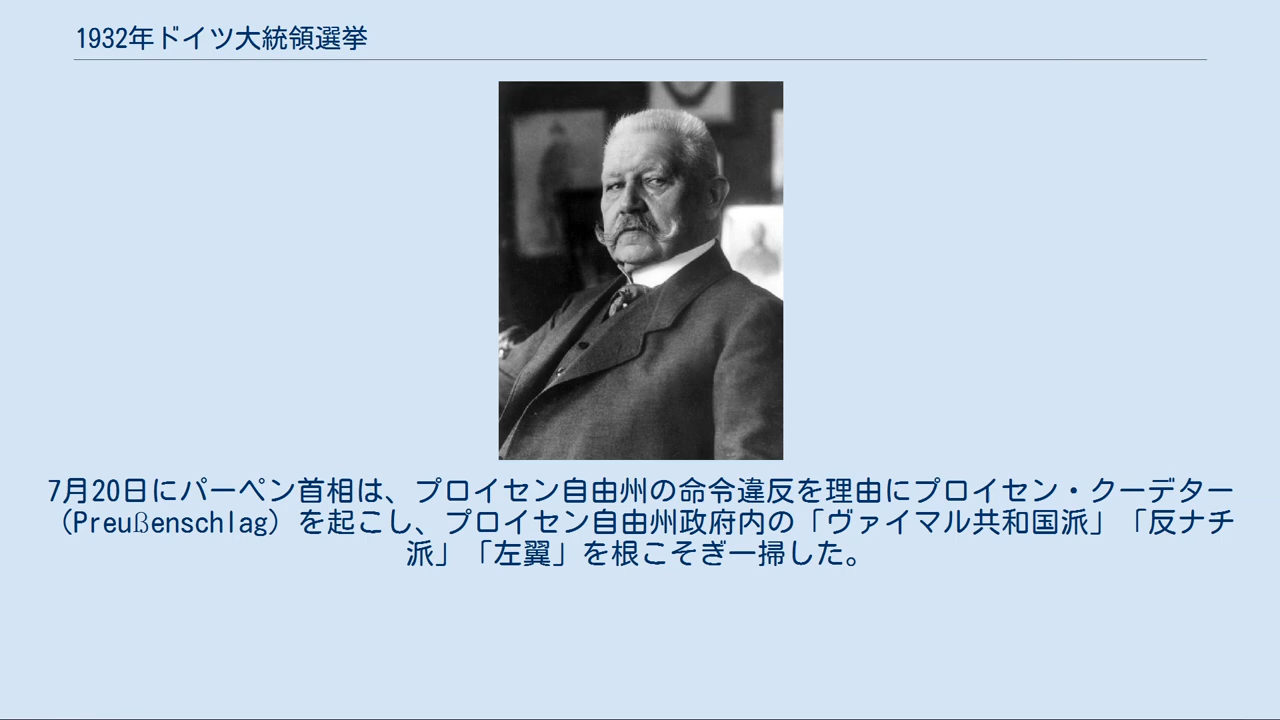 1932年ドイツ大統領選挙
7月20日にパーペン首相は、プロイセン自由州の命令違反を理由にプロイセン・クーデター
（Preußenschlag）を起こし、プロイセン自由州政府内の「ヴァイマル共和国派」「反ナチ
派」「左翼」を根こそぎ一掃した。